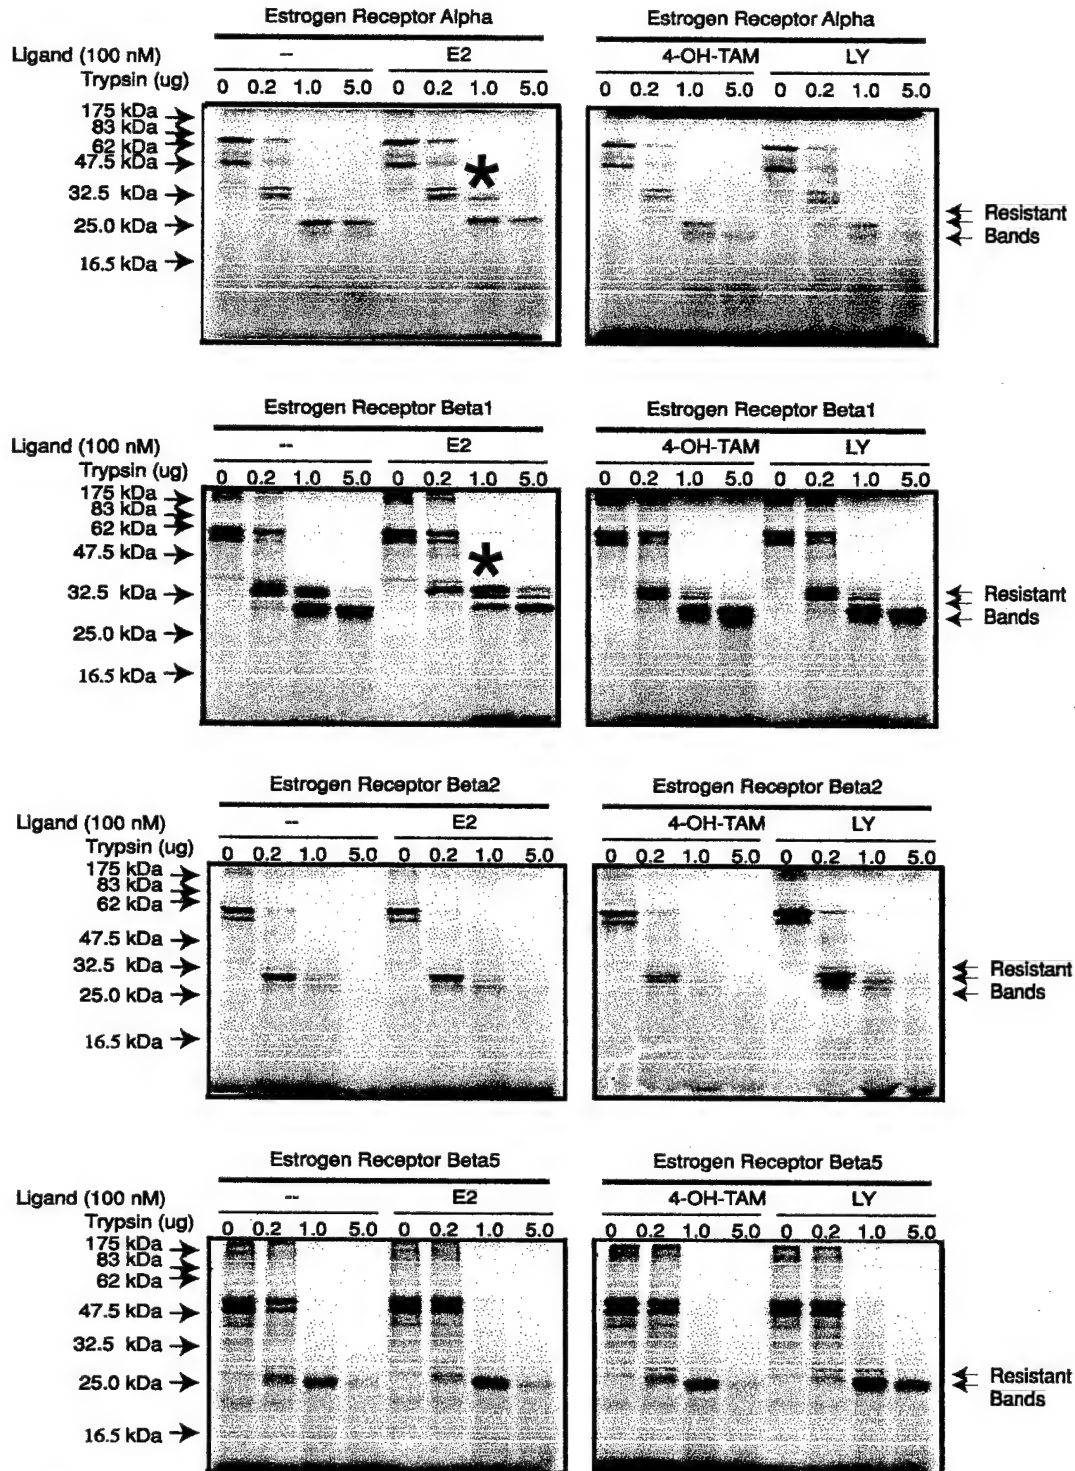 Estrogen Receptor Alpha Estrogen Receptor Alpha
Ligand (100 nM) -- E2 4-OH-TAM LY
Trypsin (ug) 0 0.2 1.0 5.0 0 0.2 1.0 5.0 0 0.2 1.0 5.0 0 0.2 1.0 5.0
175 kDa
83 kDa
62 kDa
47.5 kDa
*
32.5 kDa
Resistant
25.0 kDa
Bands
16.5 kDa
Estrogen Receptor Beta1 Estrogen Receptor Beta1
Ligand (100 nM) -- E2 4-OH-TAM LY
Trypsin (ug) 0 0.2 1.0 5.0 0 0.2 1.0 5.0 0 0.2 1.0 5.0 0 0.2 1.0 5.0
175 kDa
83 kDa
62 kDa
47.5 kDa
*
32.5 kDa Resistant
Bands
25.0 kDa
16.5 kDa
Estrogen Receptor Beta2 Estrogen Receptor Beta2
Ligand (100 nM) -- E2 4-OH-TAM LY
Trypsin (ug) 0 0.2 1.0 5.0 0 0.2 1.0 5.0 0 0.2 1.0 5.0 0 0.2 1.0 5.0
175 kDa
83 kDa
62 kDa
47.5 kDa
32.5 kDa Resistant
25.0 kDa Bands
16.5 kDa
Estrogen Receptor Beta5 Estrogen Receptor Beta5
Ligand (100 nM) -- E2 4-OH-TAM LY
Trypsin (ug) 0 0.2 1.0 5.0 0 0.2 1.0 5.0 0 0.2 1.0 5.0 0 0.2 1.0 5.0
175 kDa
83 kDa
62 kDa
47.5 kDa
32.5 kDa
25.0 kDa Resistant
Bands
16.5 kDa